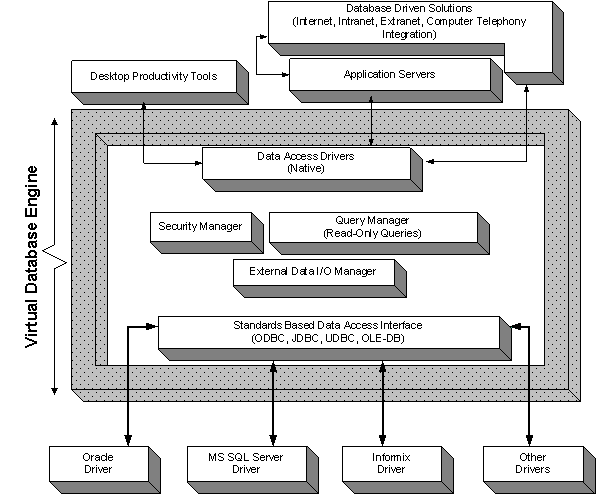 Database Driven Solutions
(Internet, Intranet, Extranet, Computer Telephony
Integration)
Desktop Productivity Tools
Application Servers
Data Access Drivers
(Native)
Virtual Database Engine
Security Manager
Query Manager
(Read-Only Queries)
External Data I/O Manager
Standards Based Data Access Interface
(ODBC, JDBC, UDBC, OLE-DB)
Oracle
Driver
MS SQL Server
Driver
Informix
Driver
Other
Drivers